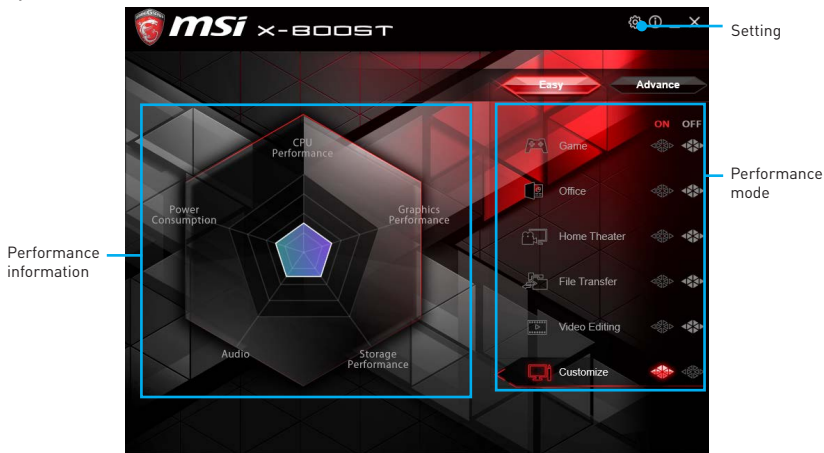 msi X-BOOST
Setting
Easy
Advance
ON OFF
Game
Office
Home Theater
File Transfer
Video Editing
Customize
Performance
mode
CPU
Performance
Power
Consumption
Graphics
Performance
Audio
Storage
Performance
Performance
information